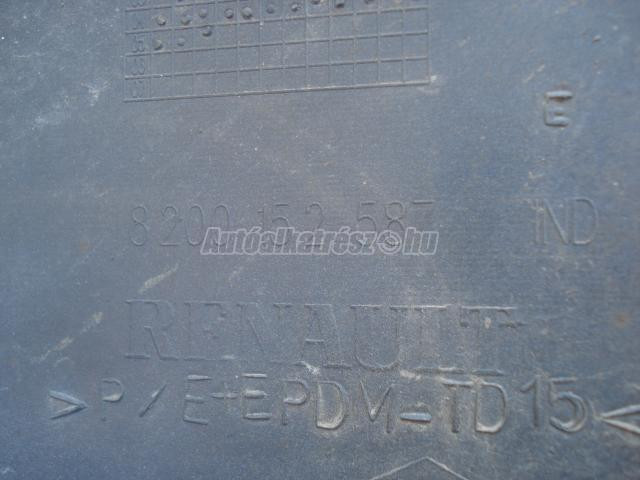 E
8200 152 587 IND
Autóalkatrész.hu
RENAULT
>P/E+EPDM-TD15<